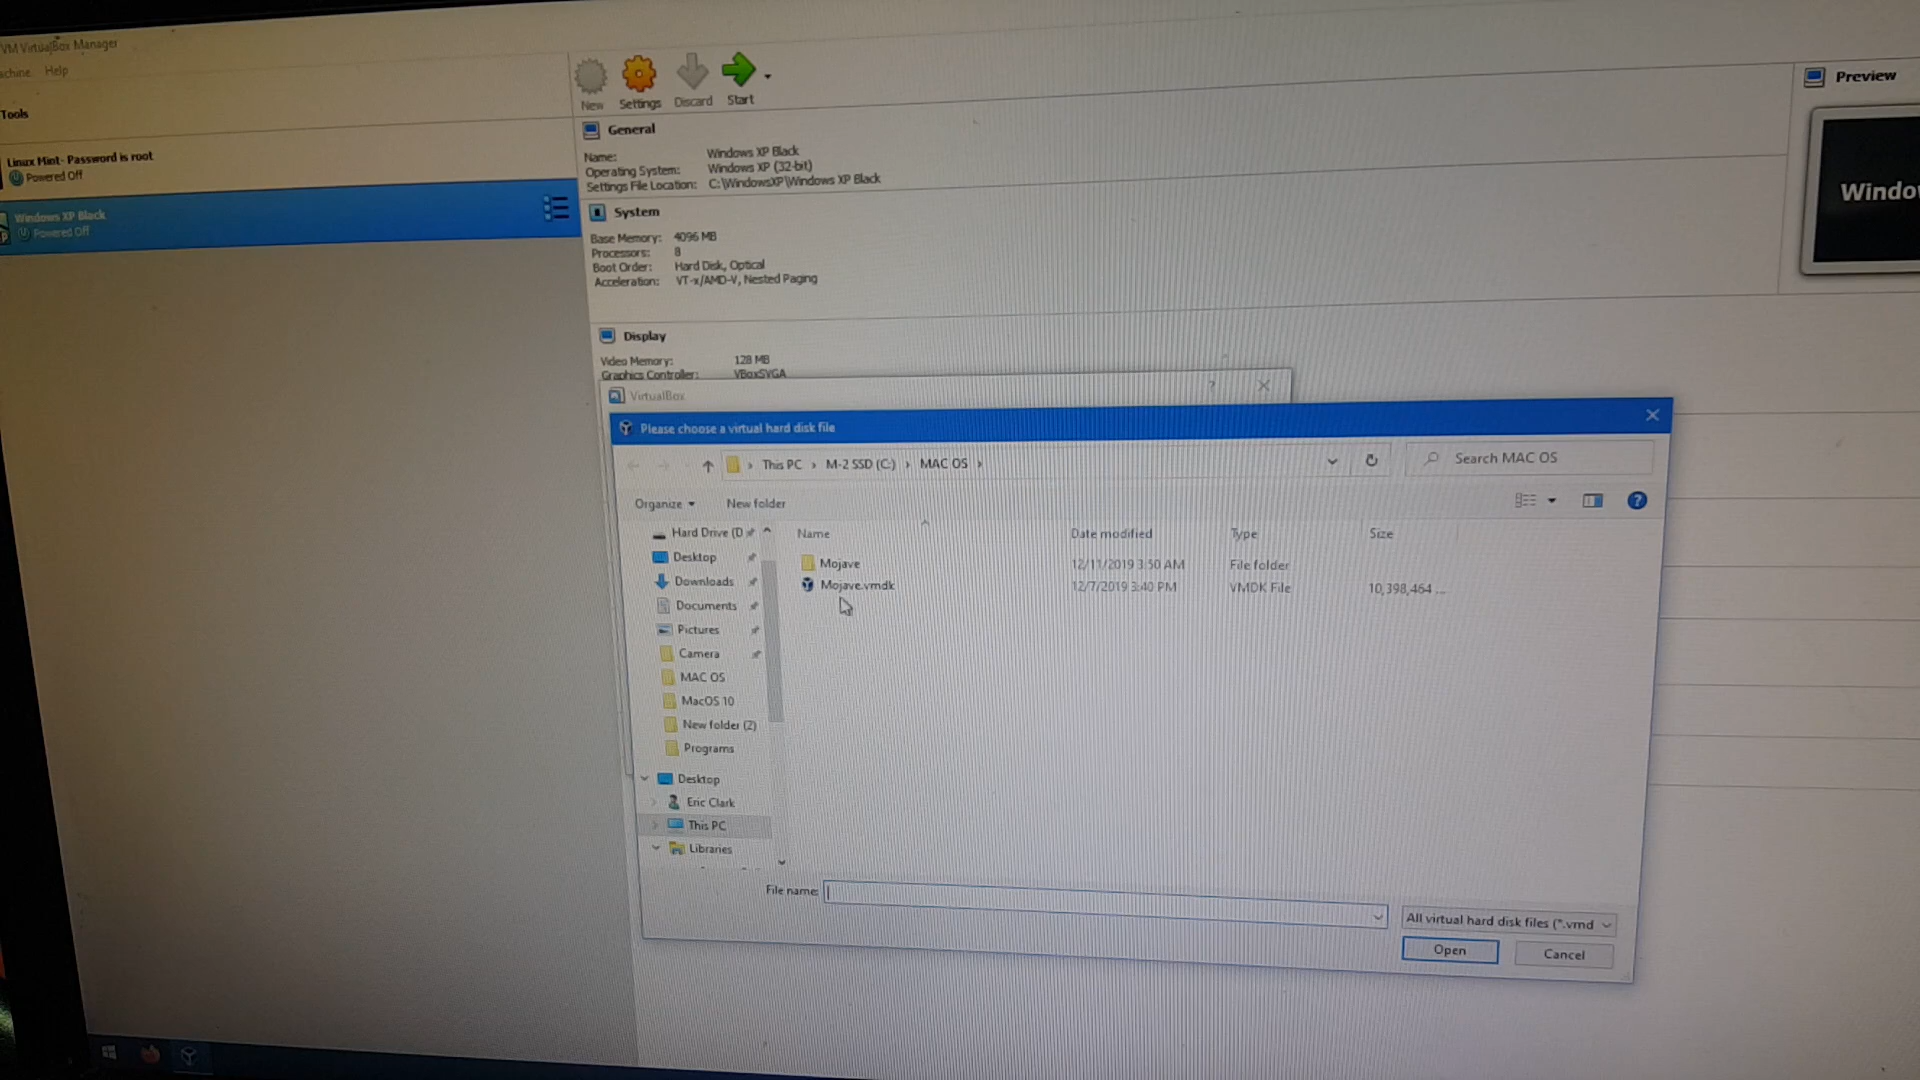 VM VirtualBox Manager
achine Help
Tools
Linux Mint- Password is root
Powered Off
Windows XP Black
Powered Off
New Settings Discard Start
General
Name: Windows XP Black
Operating System: Windows XP (32-bit)
Settings File Location: C:\WindowsXP\Windows XP Black
System
Base Memory: 4096 MB
Processors: 8
Boot Order: Hard Disk, Optical
Acceleration: VT-x/AMD-V, Nested Paging
Display
Video Memory: 128 MB
Graphics Controller: VBoxSVGA
Preview
Windo
VirtualBox
Please choose a virtual hard disk file
This PC › M-2 SSD (C:) › MAC OS ›
Search MAC OS
Organize New folder
Name Date modified Type Size
Mojave 12/11/2019 3:50 AM File folder
Mojave.vmdk 12/7/2019 3:40 PM VMDK File 10,398,464 ...
Hard Drive (D
Desktop
Downloads
Documents
Pictures
Camera
MAC OS
MacOS 10
New folder (2)
Programs
Desktop
Eric Clark
This PC
Libraries
File name:
All virtual hard disk files (*.vmd
Open Cancel